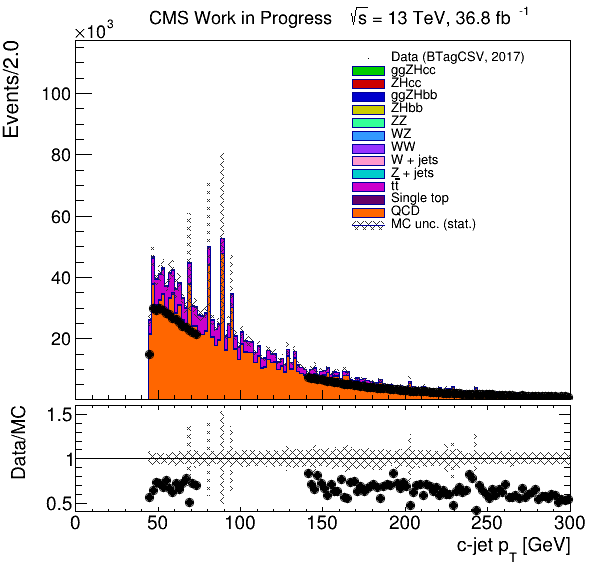 CMS Work in Progress √s = 13 TeV, 36.8 fb -1
×10³
Events/2.0
100
80
60
40
20
Data (BTagCSV, 2017)
ggZHcc
ZHcc
ggZHbb
ZHbb
ZZ
WZ
WW
W + jets
Z + jets
tt̅
Single top
QCD
MC unc. (stat.)
Data/MC
1.5
1
0.5
0 50 100 150 200 250 300
c-jet p_T [GeV]